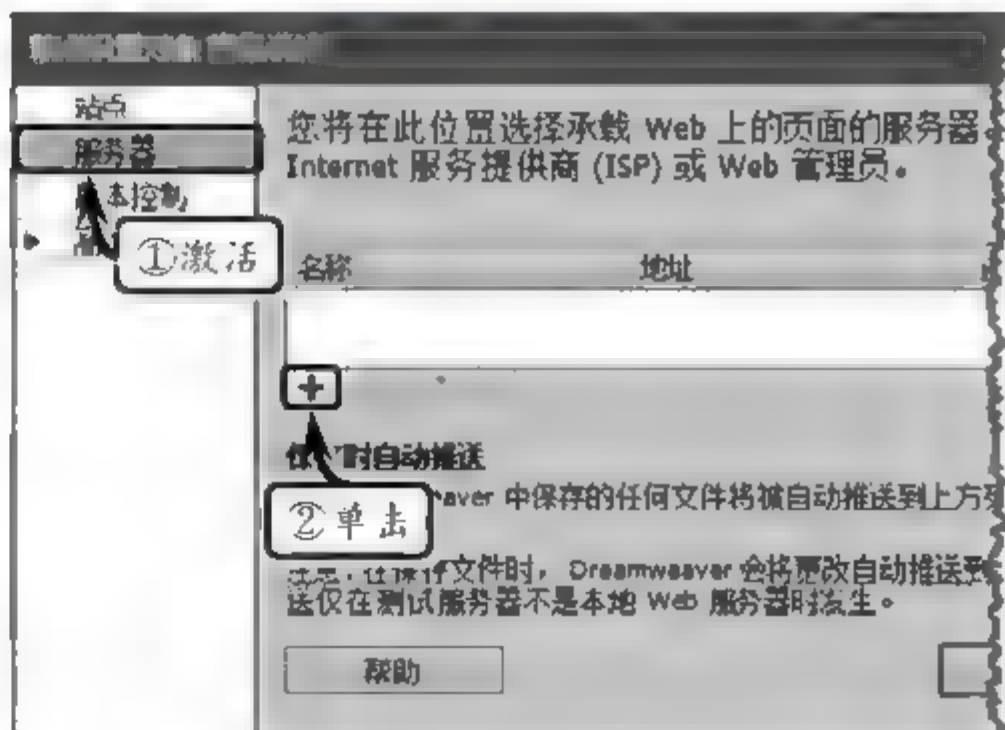 站点
服务器
本控制
①激活
您将在此位置选择承载 Web 上的页面的服务器。
Internet 服务提供商 (ISP) 或 Web 管理员。
名称 地址
+
时自动推送
②单击
eaver 中保存的任何文件将被自动推送到上方
文件时， Dreamweaver 会将更改自动推送到
送仅在测试服务器不是本地 Web 服务器时发生。
帮助